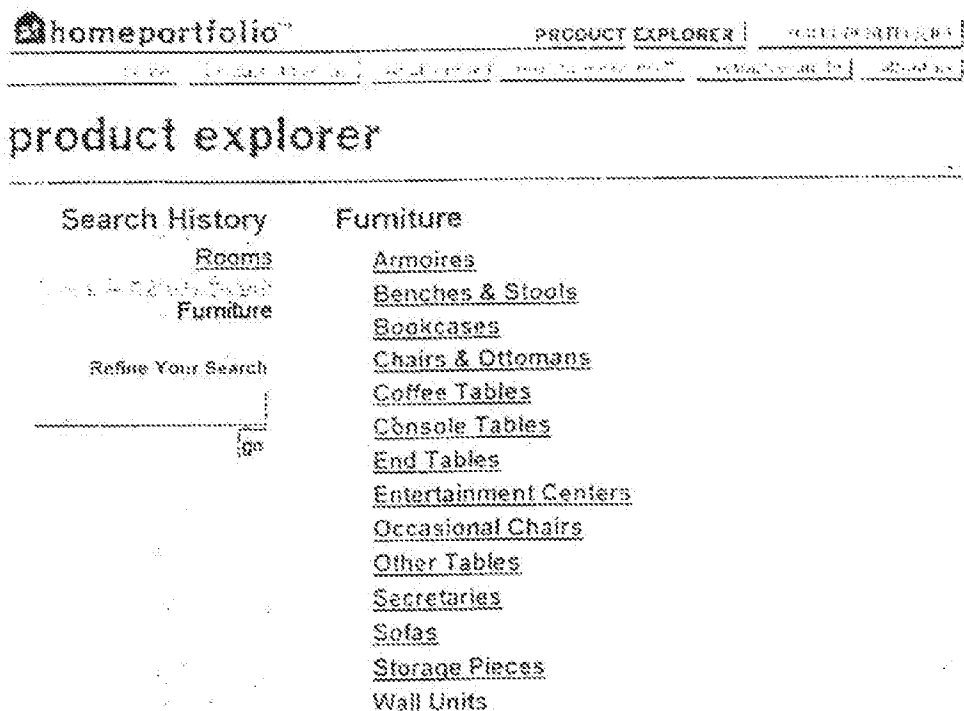 homeportfolio
PRODUCT EXPLORER
product explorer
Search History
Rooms
Furniture
Refine Your Search
go
Furniture
Armoires
Benches & Stools
Bookcases
Chairs & Ottomans
Coffee Tables
Console Tables
End Tables
Entertainment Centers
Occasional Chairs
Other Tables
Secretaries
Sofas
Storage Pieces
Wall Units